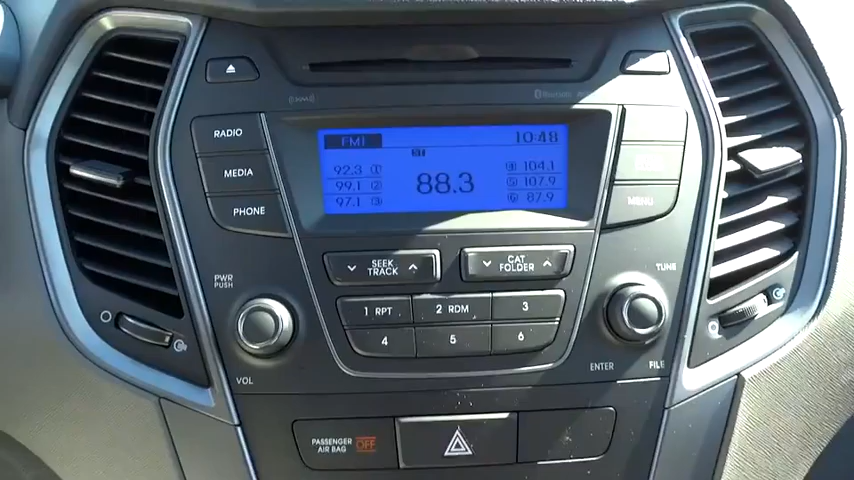 Bluetooth
FM1 10:48
ST
92.3 1 4 104.1
99.1 2 88.3 5 107.9
97.1 3 6 87.9
RADIO
MEDIA
PHONE
MENU
SEEK
TRACK
CAT
FOLDER
PWR
PUSH
TUNE
1 RPT 2 RDM 3
4 5 6
VOL
ENTER FILE
PASSENGER
AIR BAG OFF